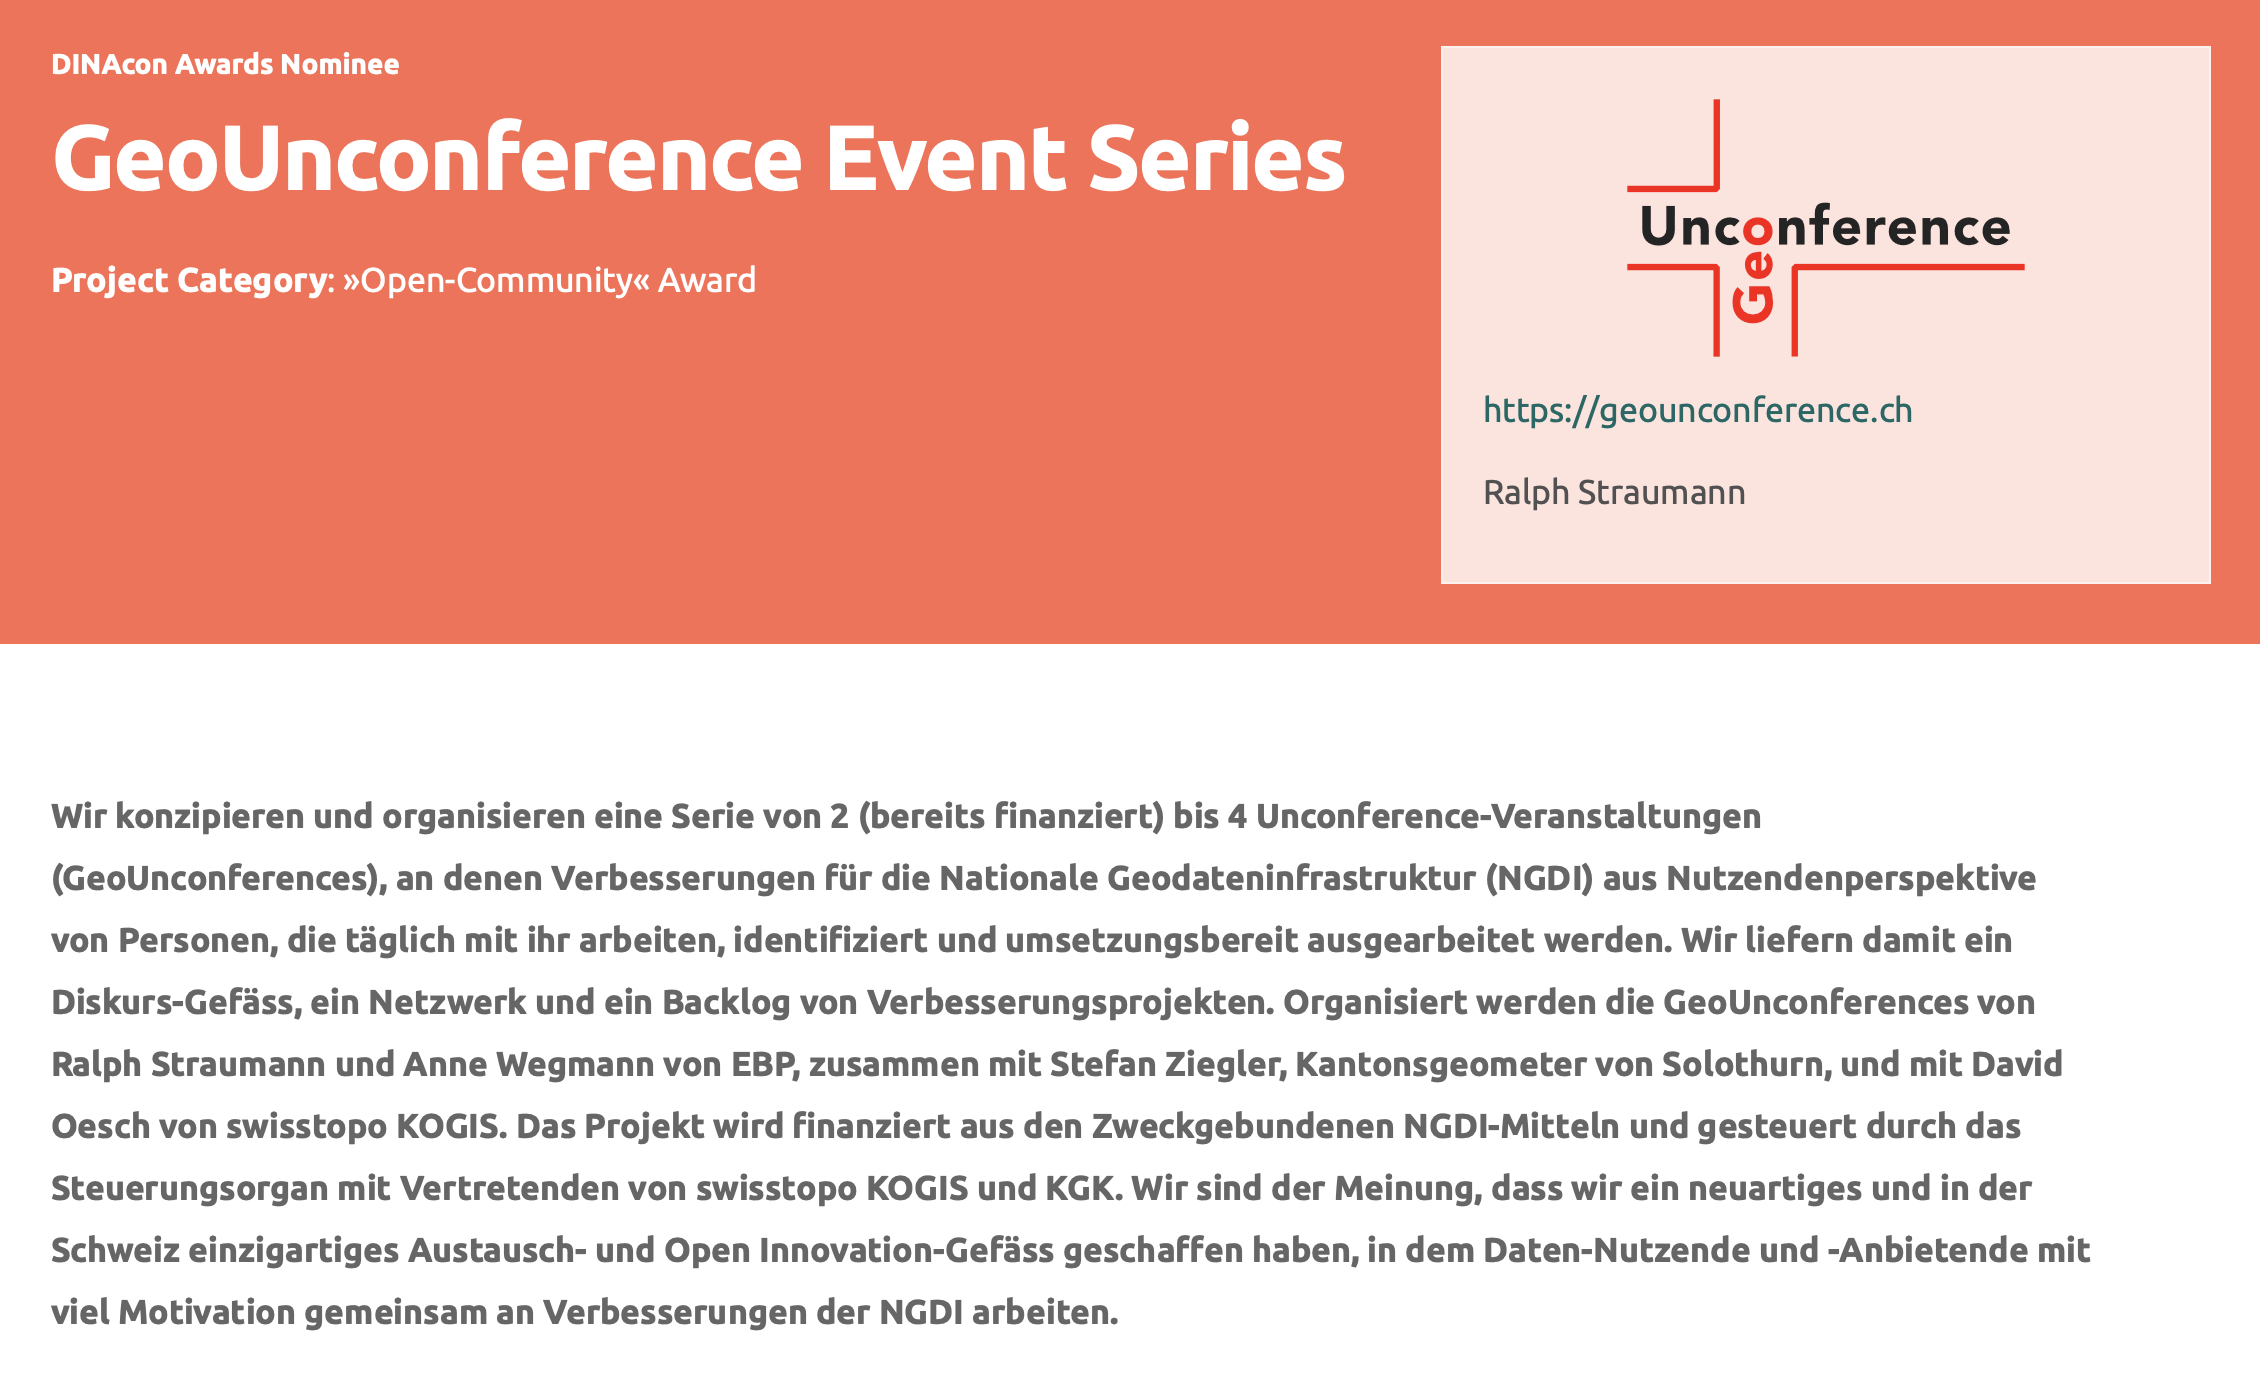 DINAcon Awards Nominee
GeoUnconference Event Series
Project Category: »Open-Community« Award
Unconference
Geo
https://geounconference.ch
Ralph Straumann
Wir konzipieren und organisieren eine Serie von 2 (bereits finanziert) bis 4 Unconference-Veranstaltungen
(GeoUnconferences), an denen Verbesserungen für die Nationale Geodateninfrastruktur (NGDI) aus Nutzendenperspektive
von Personen, die täglich mit ihr arbeiten, identifiziert und umsetzungsbereit ausgearbeitet werden. Wir liefern damit ein
Diskurs-Gefäss, ein Netzwerk und ein Backlog von Verbesserungsprojekten. Organisiert werden die GeoUnconferences von
Ralph Straumann und Anne Wegmann von EBP, zusammen mit Stefan Ziegler, Kantonsgeometer von Solothurn, und mit David
Oesch von swisstopo KOGIS. Das Projekt wird finanziert aus den Zweckgebundenen NGDI-Mitteln und gesteuert durch das
Steuerungsorgan mit Vertretenden von swisstopo KOGIS und KGK. Wir sind der Meinung, dass wir ein neuartiges und in der
Schweiz einzigartiges Austausch- und Open Innovation-Gefäss geschaffen haben, in dem Daten-Nutzende und -Anbietende mit
viel Motivation gemeinsam an Verbesserungen der NGDI arbeiten.